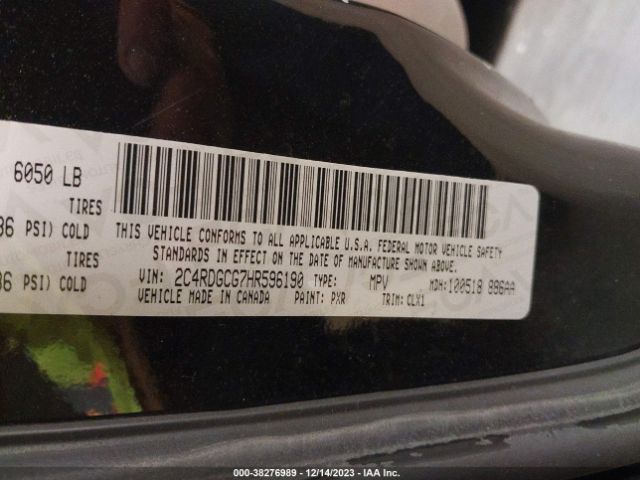 6050 LB
TIRES
36 PSI) COLD
TIRES
36 PSI) COLD
THIS VEHICLE CONFORMS TO ALL APPLICABLE U.S.A. FEDERAL MOTOR VEHICLE SAFETY
STANDARDS IN EFFECT ON THE DATE OF MANUFACTURE SHOWN ABOVE.
VIN: 2C4RDGCG7HR596190 TYPE: MPV MDH: 100518 896AA
VEHICLE MADE IN CANADA PAINT: PXR TRIM: CLX1
000-38276989 - 12/14/2023 - IAA Inc.